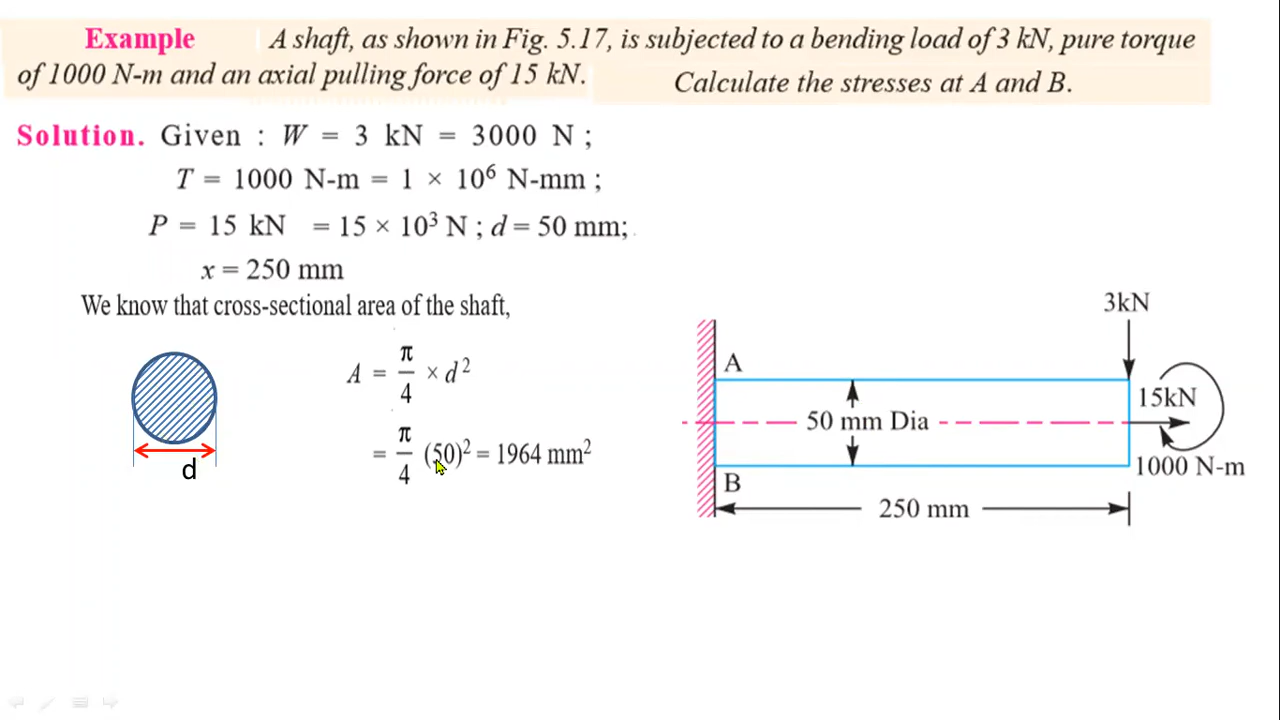 Example A shaft, as shown in Fig. 5.17, is subjected to a bending load of 3 kN, pure torque
of 1000 N-m and an axial pulling force of 15 kN. Calculate the stresses at A and B.
Solution. Given : W = 3 kN = 3000 N ;
T = 1000 N-m = 1 × 10⁶ N-mm ;
P = 15 kN = 15 × 10³ N ; d = 50 mm;
x = 250 mm
We know that cross-sectional area of the shaft,
A = π/4 × d²
= π/4 (50)² = 1964 mm²
d
3kN
A
15kN
50 mm Dia
1000 N-m
B
250 mm